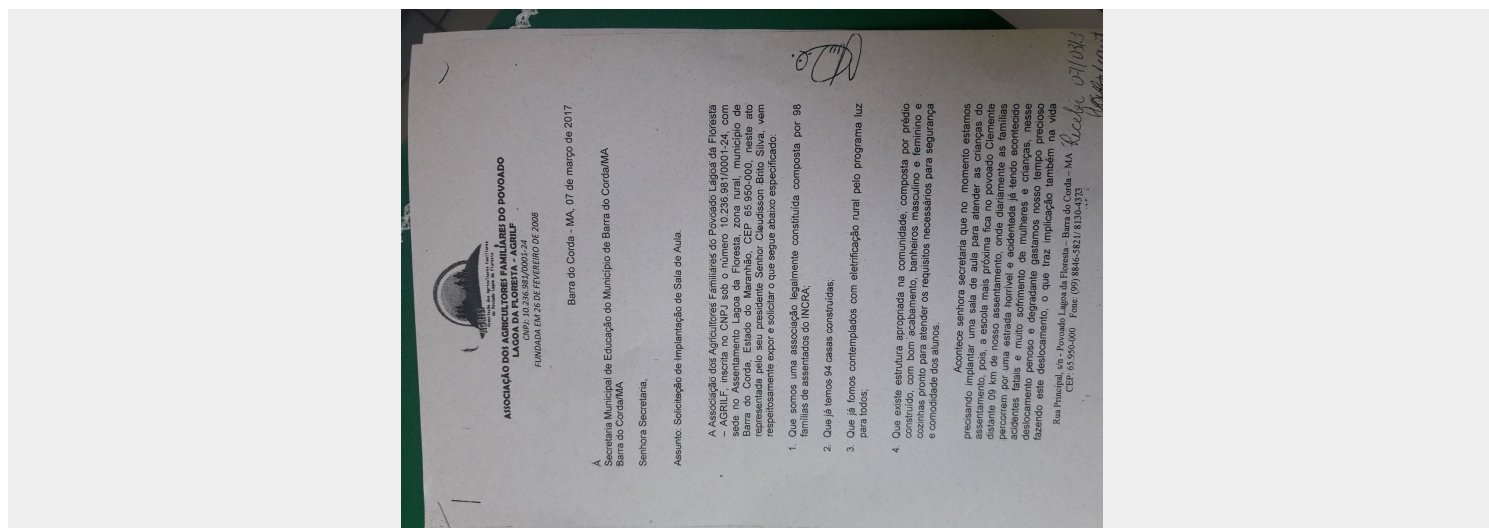 ASSOCIAÇÃO DOS AGRICULTORES FAMILIARES DO POVOADO
LAGOA DA FLORESTA – AGRILF
CNPJ: 10.236.981/0001-24
FUNDADA EM 26 DE FEVEREIRO DE 2008
Barra do Corda - MA, 07 de março de 2017
À
Secretaria Municipal de Educação do Município de Barra do Corda/MA
Barra do Corda/MA
Senhora Secretaria,
Assunto: Solicitação de Implantação de Sala de Aula.
A Associação dos Agricultores Familiares do Povoado Lagoa da Floresta
– AGRILF, inscrita no CNPJ sob o número 10.236.981/0001-24, com
sede no Assentamento Lagoa da Floresta, zona rural, município de
Barra do Corda, Estado do Maranhão, CEP 65.950-000, neste ato
representada pelo seu presidente Senhor Claudisson Brito Silva, vem
respeitosamente expor e solicitar o que segue abaixo especificado:
1. Que somos uma associação legalmente constituída composta por 98
famílias de assentados do INCRA;
2. Que já temos 94 casas construídas;
3. Que já fomos contemplados com eletrificação rural pelo programa luz
para todos;
4. Que existe estrutura apropriada na comunidade, composta por prédio
construído, com bom acabamento, banheiros masculino e feminino e
cozinhas pronto para atender os requisitos necessários para segurança
e comodidade dos alunos.
Acontece senhora secretaria que no momento estamos
precisando implantar uma sala de aula para atender as crianças do
assentamento, pois, a escola mais próxima fica no povoado Clemente
distante 09 km de nosso assentamento, onde diariamente as famílias
percorrem por uma estrada horrível e acidentada já tendo econtecido
acidentes fatais e muito sofrimento de mulheres e crianças, nesse
deslocamento penoso e degradante gastamos nosso tempo precioso
fazendo este deslocamento, o que traz implicação também na vida
Rua Principal, s/n - Povoado Lagoa da Floresta – Barra do Corda – MA
CEP: 65.950-000 Fone: (99) 8846-5821/ 8130-4373
Recebi 07/03/